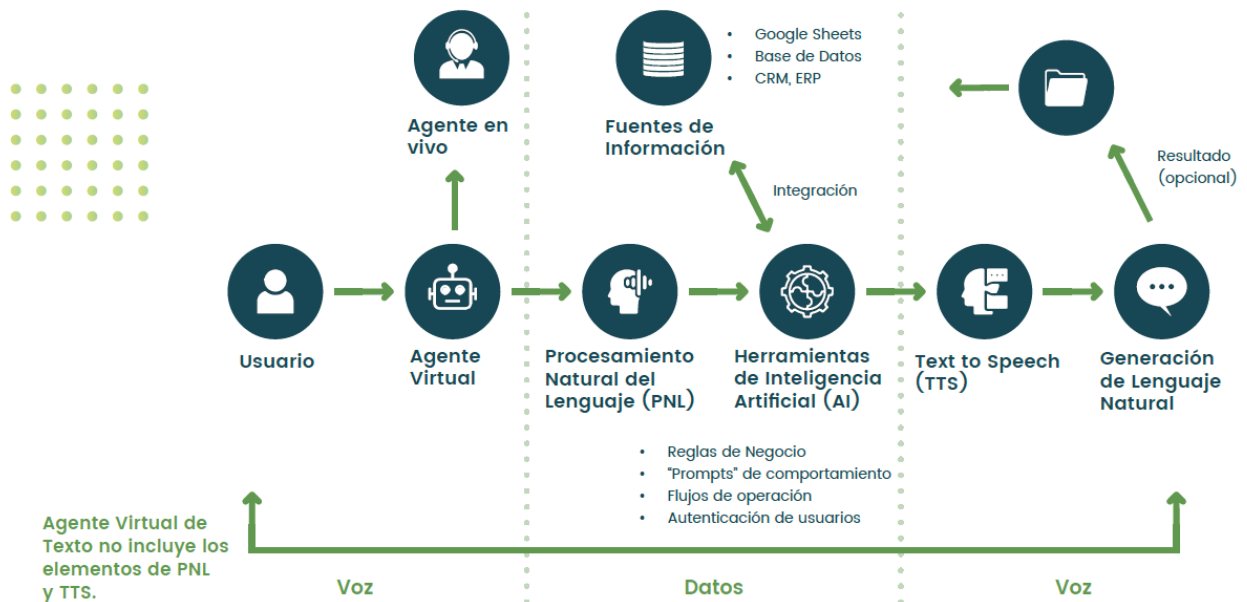 Agente en
vivo
Fuentes de
Información
• Google Sheets
• Base de Datos
• CRM, ERP
Integración
Resultado
(opcional)
Usuario
Agente
Virtual
Procesamiento
Natural del
Lenguaje (PNL)
Herramientas
de Inteligencia
Artificial (AI)
Text to Speech
(TTS)
Generación
de Lenguaje
Natural
• Reglas de Negocio
• "Prompts" de comportamiento
• Flujos de operación
• Autenticación de usuarios
Agente Virtual de
Texto no incluye los
elementos de PNL
y TTS.
Voz
Datos
Voz